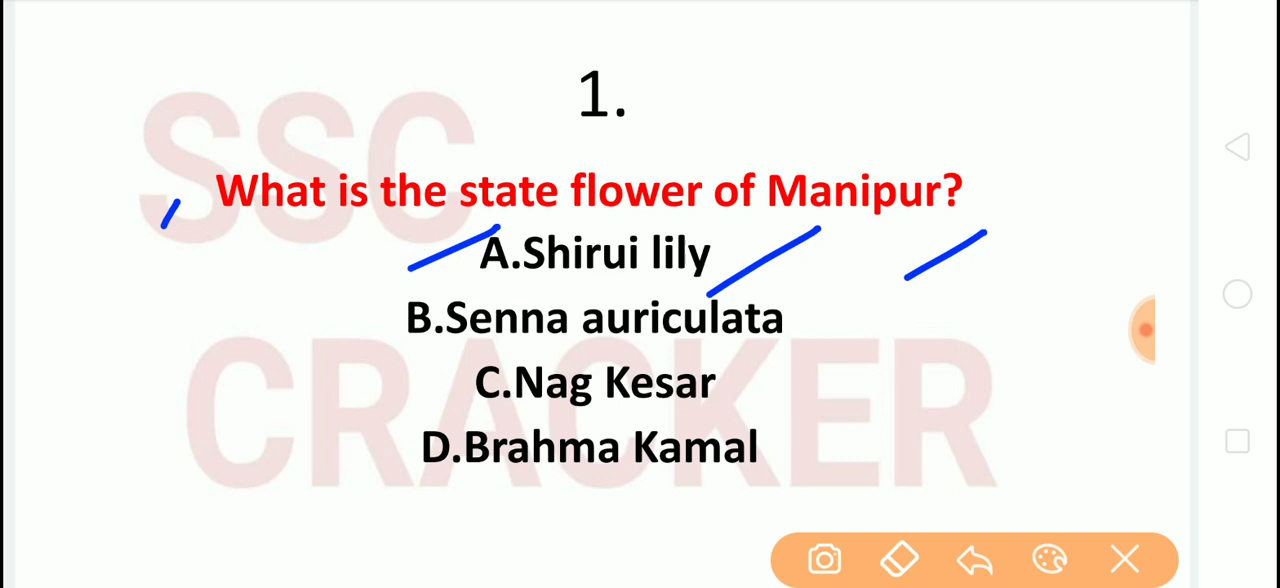 1.
SSC
What is the state flower of Manipur?
A.Shirui lily
B.Senna auriculata
CRACKER
C.Nag Kesar
D.Brahma Kamal